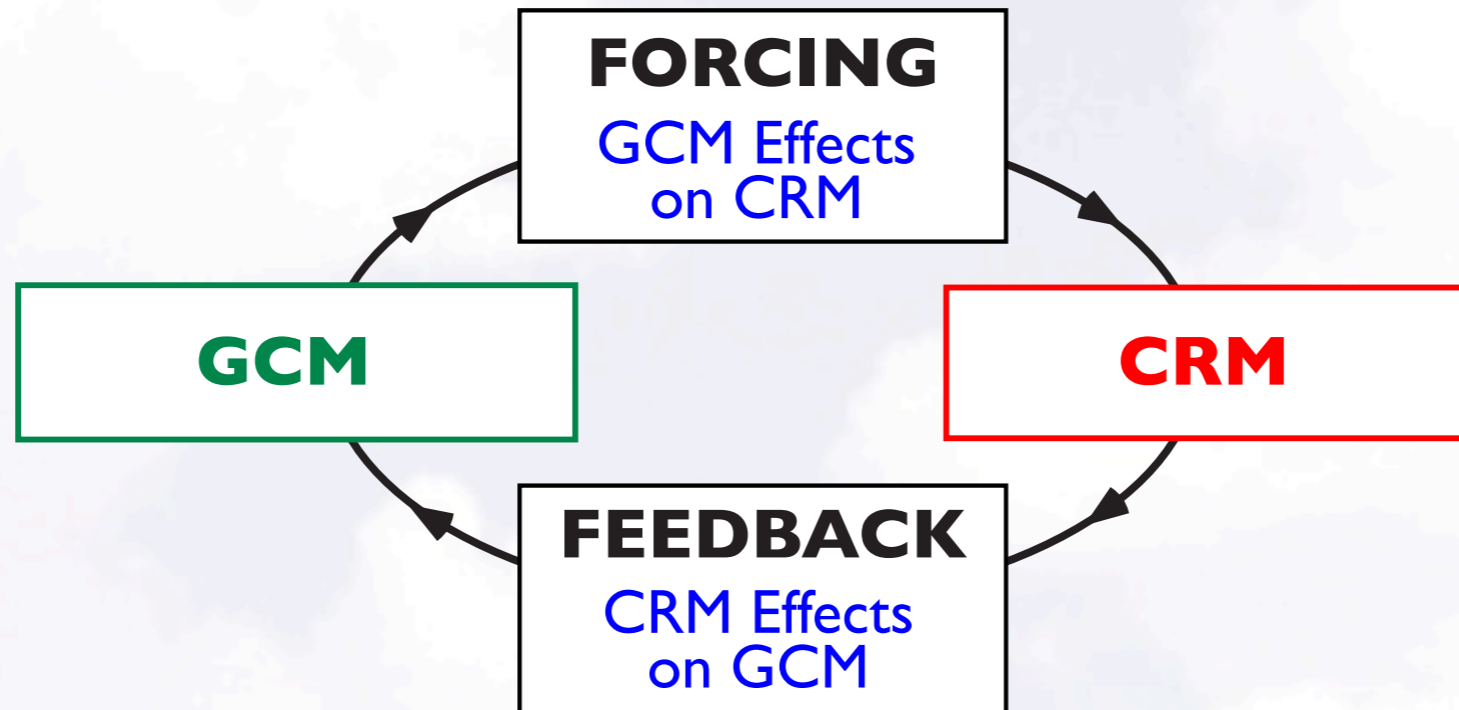 FORCING
GCM Effects
on CRM
GCM
CRM
FEEDBACK
CRM Effects
on GCM